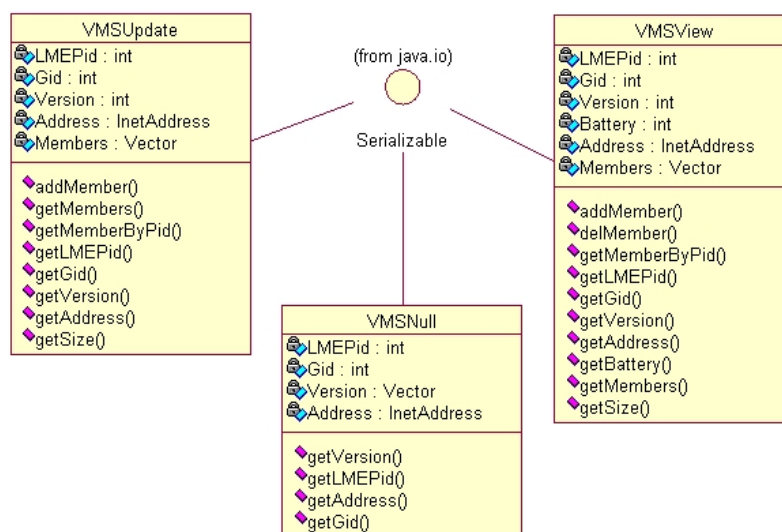 VMSUpdate
LMEPid : int
Gid : int
Version : int
Address : InetAddress
Members : Vector
addMember()
getMembers()
getMemberByPid()
getLMEPid()
getGid()
getVersion()
getAddress()
getSize()
(from java.io)
Serializable
VMSView
LMEPid : int
Gid : int
Version : int
Battery : int
Address : InetAddress
Members : Vector
addMember()
delMember()
getMemberByPid()
getLMEPid()
getGid()
getVersion()
getAddress()
getBattery()
getMembers()
getSize()
VMSNull
LMEPid : int
Gid : int
Version : Vector
Address : InetAddress
getVersion()
getLMEPid()
getAddress()
getGid()